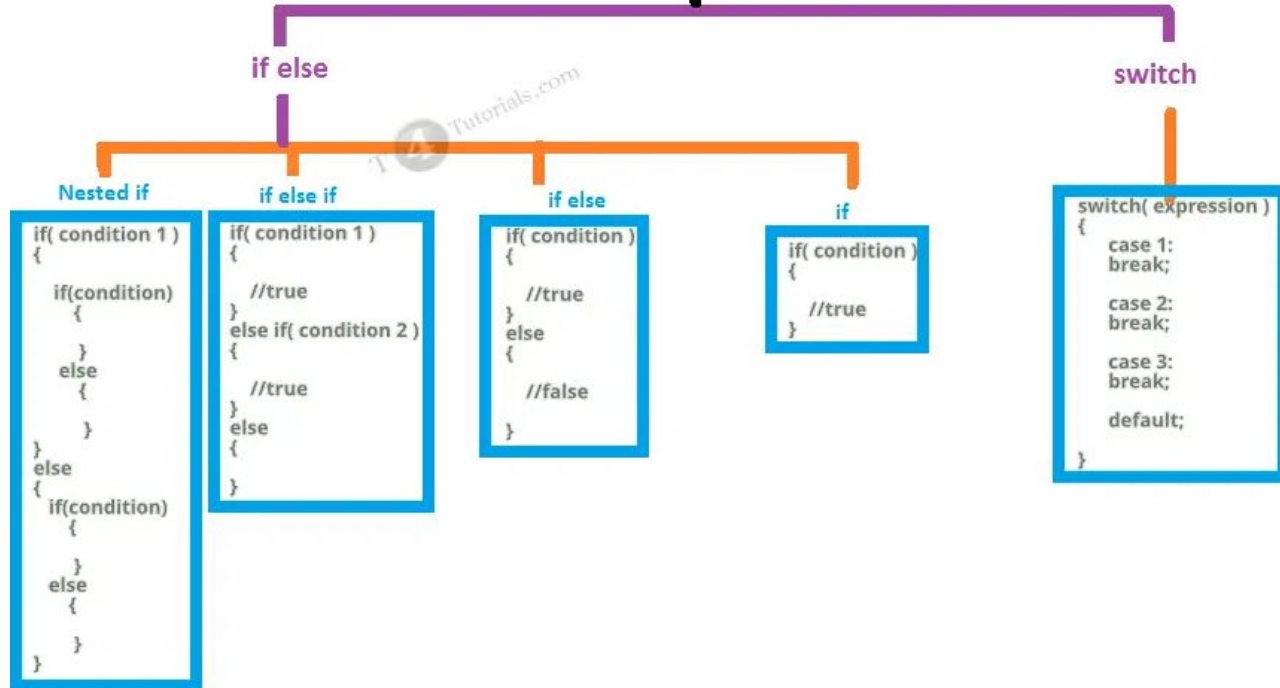 if else
switch
T4Tutorials.com
Nested if
if( condition 1 )
{
if(condition)
{
}
else
{
}
}
else
{
if(condition)
{
}
else
{
}
}
if else if
if( condition 1 )
{
//true
}
else if( condition 2 )
{
//true
}
else
{
}
if else
if( condition )
{
//true
}
else
{
//false
}
if
if( condition )
{
//true
}
switch( expression )
{
case 1:
break;
case 2:
break;
case 3:
break;
default;
}